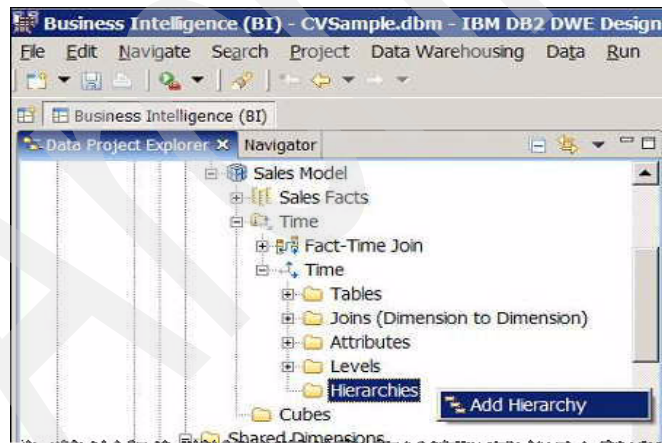 Business Intelligence (BI) - CVSample.dbm - IBM DB2 DWE Design
File Edit Navigate Search Project Data Warehousing Data Run
Business Intelligence (BI)
Data Project Explorer Navigator
Sales Model
Sales Facts
Time
Fact-Time Join
Time
Tables
Joins (Dimension to Dimension)
Attributes
Levels
Hierarchies
Add Hierarchy
Cubes
Shared Dimensions